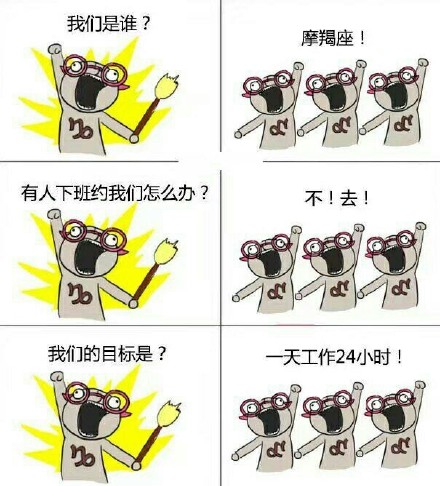 我们是谁？
摩羯座！
有人下班约我们怎么办？
不！去！
我们的目标是？
一天工作24小时！